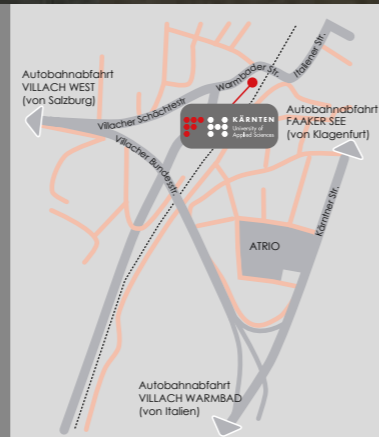 Autobahnabfahrt
VILLACH WEST
(von Salzburg)
Warmbader Str.
Italiener Str.
Villacher Schöchtestr
KÄRNTEN
University of
Applied Sciences
Autobahnabfahrt
FAAKER SEE
(von Klagenfurt)
Villacher Bundesstr.
Kärntner Str.
ATRIO
Autobahnabfahrt
VILLACH WARMBAD
(von Italien)